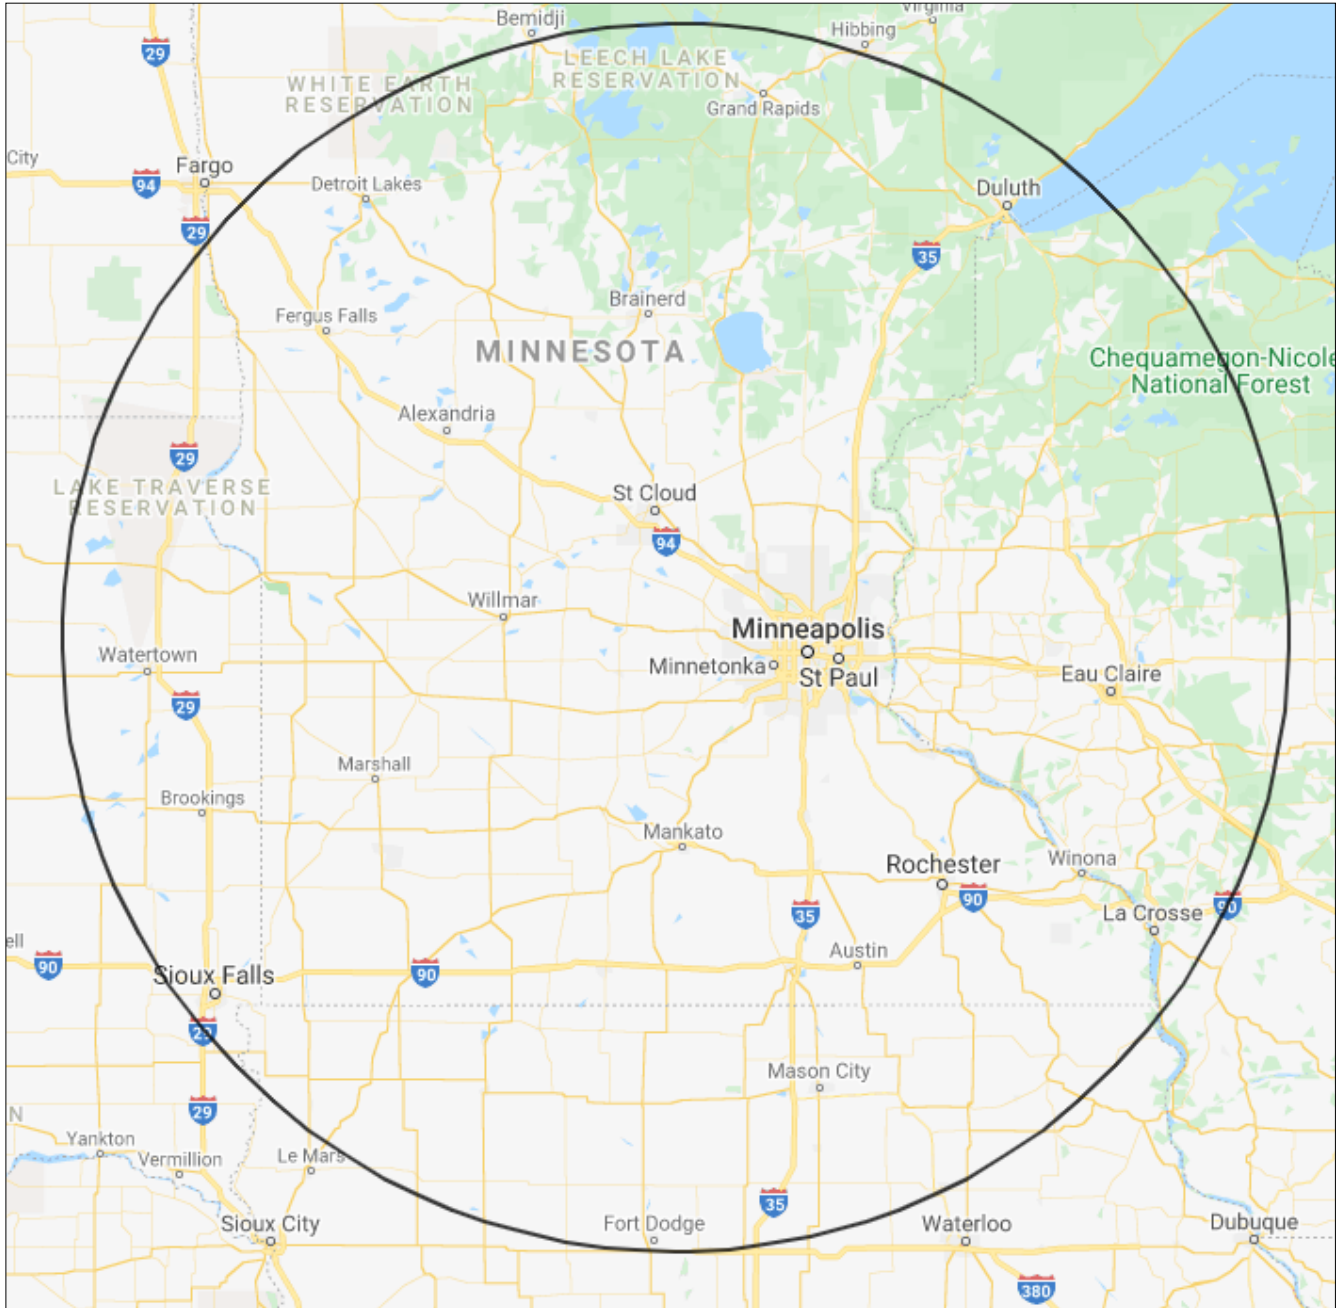 Bemidji
Virginia
Hibbing
29
LEECH LAKE
RESERVATION
WHITE EARTH
RESERVATION
Grand Rapids
City
Fargo
94
Detroit Lakes
Duluth
29
35
Brainerd
Fergus Falls
MINNESOTA
Chequamegon-Nicole
National Forest
Alexandria
29
LAKE TRAVERSE
RESERVATION
St Cloud
94
Willmar
Minneapolis
Watertown
Minnetonka
St Paul
Eau Claire
29
Marshall
Brookings
Mankato
Rochester
Winona
90
90
35
La Crosse
ell
Austin
90
Sioux Falls
90
29
Mason City
29
N
Yankton
Vermillion
Le Mars
35
Sioux City
Fort Dodge
Waterloo
Dubuque
380